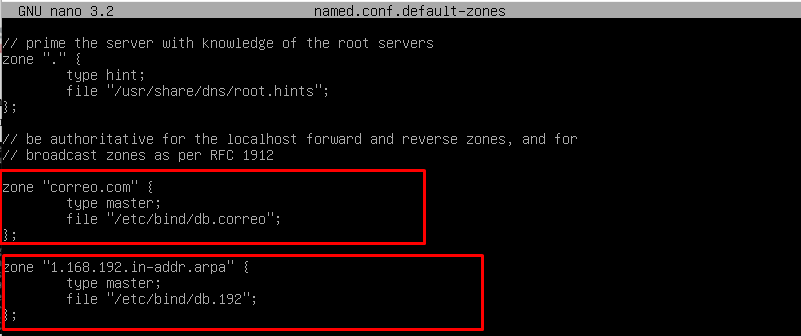 GNU nano 3.2 named.conf.default-zones
// prime the server with knowledge of the root servers
zone "." {
type hint;
file "/usr/share/dns/root.hints";
};
// be authoritative for the localhost forward and reverse zones, and for
// broadcast zones as per RFC 1912
zone "correo.com" {
type master;
file "/etc/bind/db.correo";
};
zone "1.168.192.in-addr.arpa" {
type master;
file "/etc/bind/db.192";
};